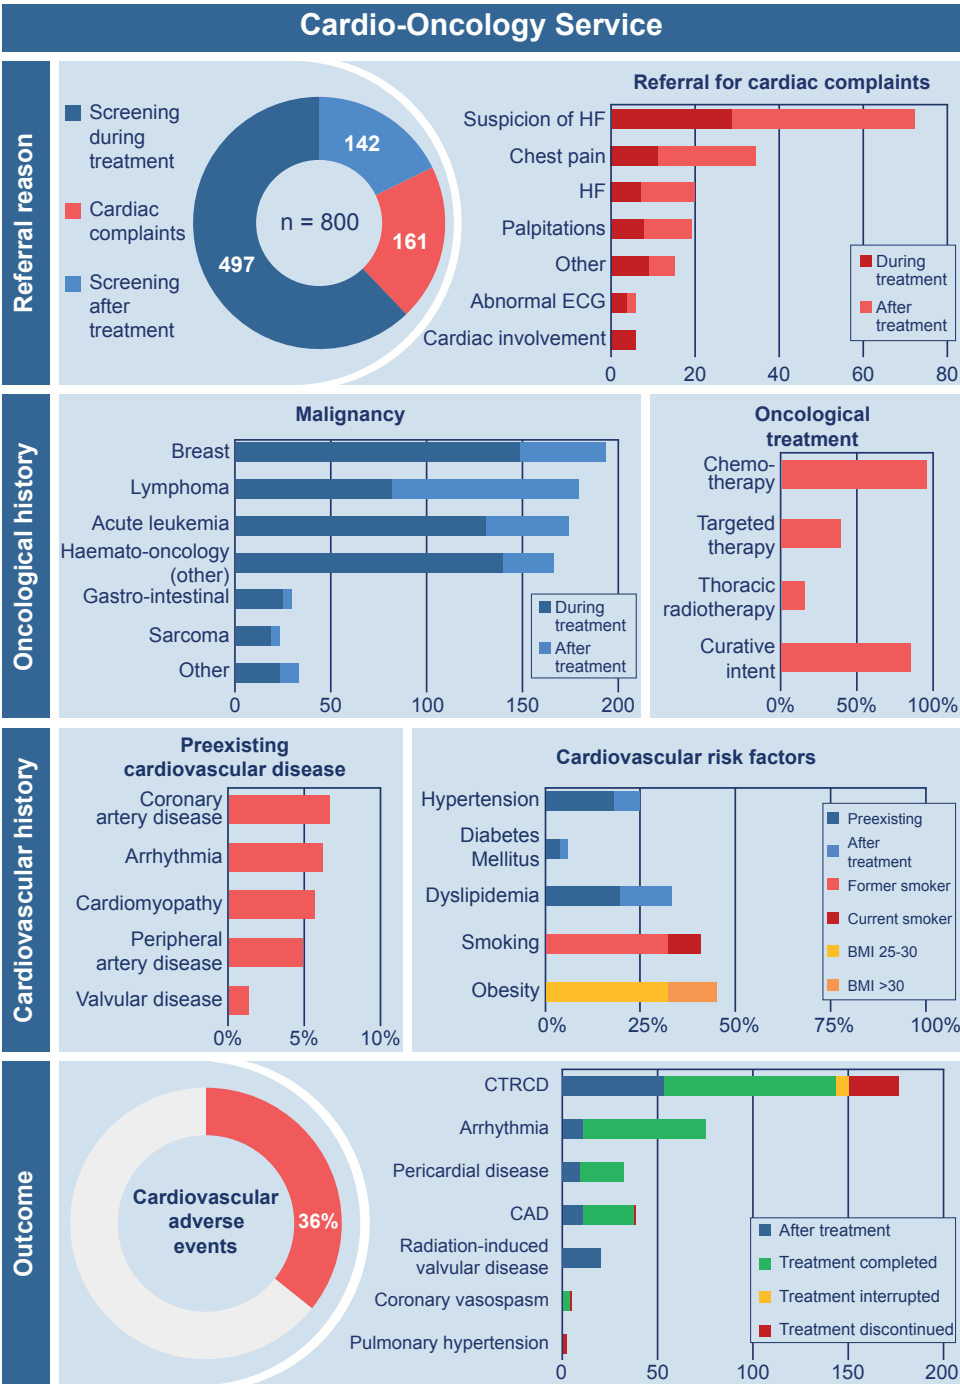 Cardio-Oncology Service
Referral reason
Screening
during
treatment
Cardiac
complaints
Screening
after
treatment
142
161
497
n = 800
Referral for cardiac complaints
Suspicion of HF
Chest pain
HF
Palpitations
Other
Abnormal ECG
Cardiac involvement
During
treatment
After
treatment
0 20 40 60 80
Oncological history
Malignancy
Breast
Lymphoma
Acute leukemia
Haemato-oncology
(other)
Gastro-intestinal
Sarcoma
Other
During
treatment
After
treatment
0 50 100 150 200
Oncological
treatment
Chemo-
therapy
Targeted
therapy
Thoracic
radiotherapy
Curative
intent
0% 50% 100%
Cardiovascular history
Preexisting
cardiovascular disease
Coronary
artery disease
Arrhythmia
Cardiomyopathy
Peripheral
artery disease
Valvular disease
0% 5% 10%
Cardiovascular risk factors
Hypertension
Diabetes
Mellitus
Dyslipidemia
Smoking
Obesity
Preexisting
After
treatment
Former smoker
Current smoker
BMI 25-30
BMI >30
0% 25% 50% 75% 100%
Outcome
Cardiovascular
adverse
events
36%
CTRCD
Arrhythmia
Pericardial disease
CAD
Radiation-induced
valvular disease
Coronary vasospasm
Pulmonary hypertension
After treatment
Treatment completed
Treatment interrupted
Treatment discontinued
0 50 100 150 200